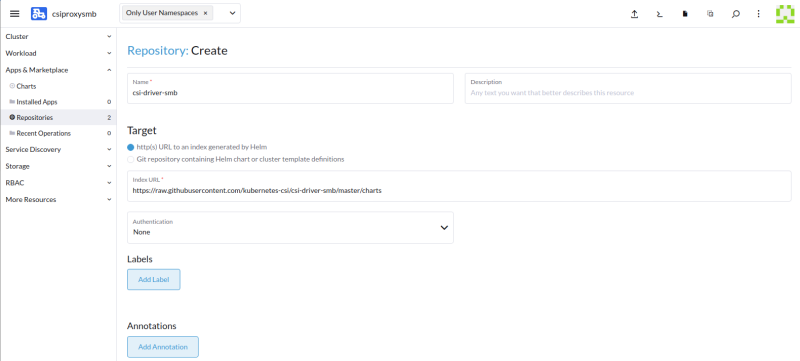 csiproxysmb
Only User Namespaces ×
Cluster
Workload
Apps & Marketplace
Charts
Installed Apps 0
Repositories 2
Recent Operations 0
Service Discovery
Storage
RBAC
More Resources
Repository: Create
Name *
csi-driver-smb
Description
Any text you want that better describes this resource
Target
http(s) URL to an index generated by Helm
Git repository containing Helm chart or cluster template definitions
Index URL *
https://raw.githubusercontent.com/kubernetes-csi/csi-driver-smb/master/charts
Authentication
None
Labels
Add Label
Annotations
Add Annotation